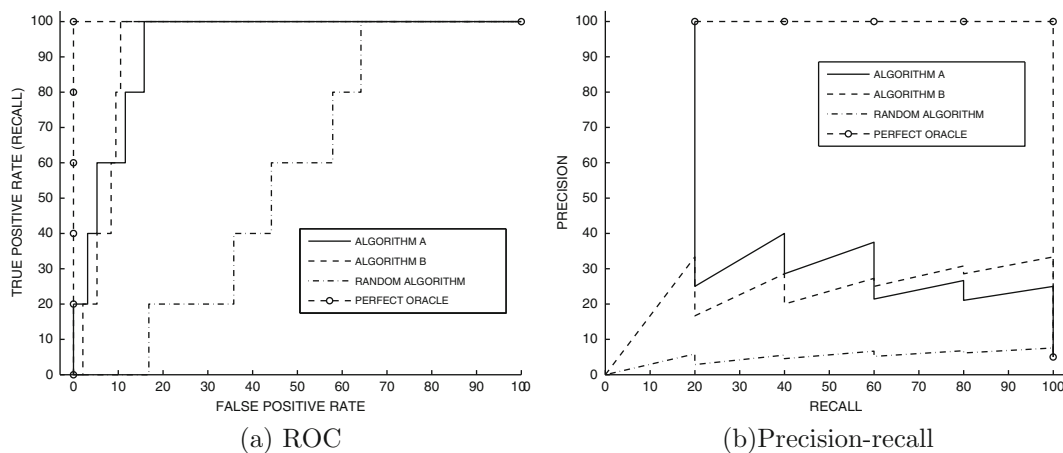 100
90
80
70
60
50
40
30
20
10
0
TRUE POSITIVE RATE (RECALL)
ALGORITHM A
ALGORITHM B
RANDOM ALGORITHM
PERFECT ORACLE
0 10 20 30 40 50 60 70 80 90 100
FALSE POSITIVE RATE
(a) ROC
100
90
80
70
60
50
40
30
20
10
0
PRECISION
ALGORITHM A
ALGORITHM B
RANDOM ALGORITHM
PERFECT ORACLE
0 10 20 30 40 50 60 70 80 90 100
RECALL
(b)Precision-recall